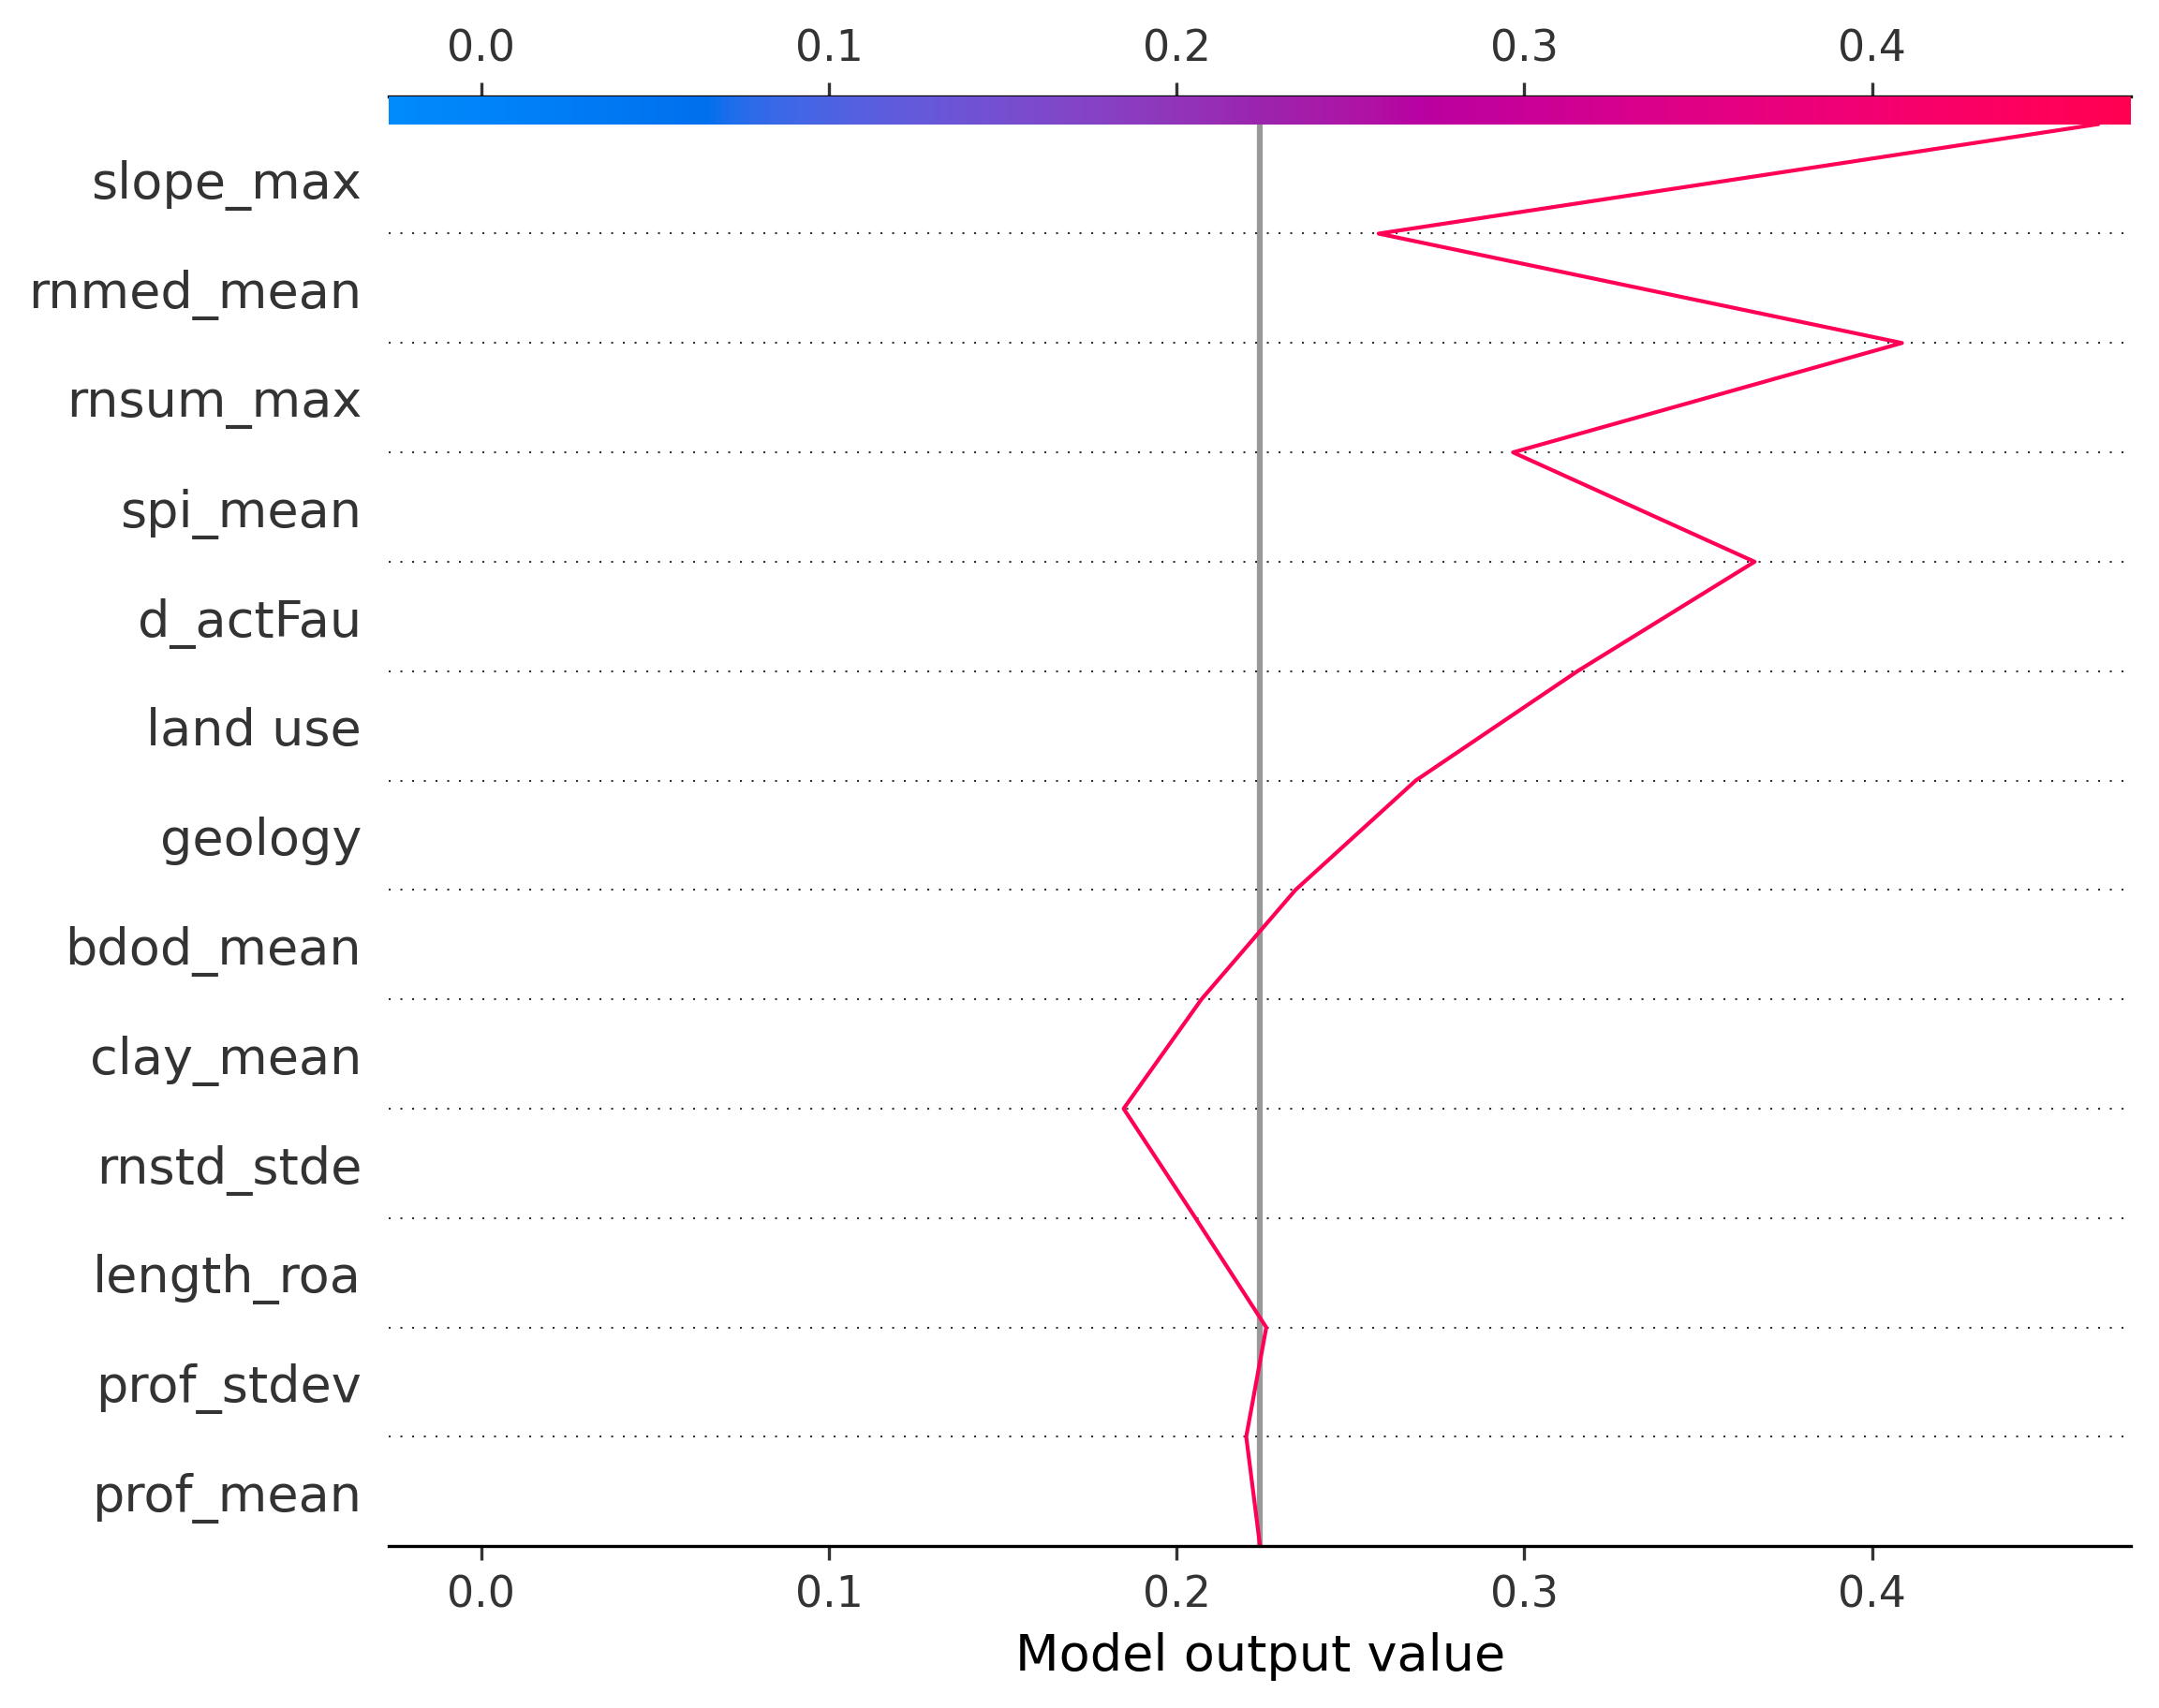 0.0 0.1 0.2 0.3 0.4
slope_max
rnmed_mean
rnsum_max
spi_mean
d_actFau
land use
geology
bdod_mean
clay_mean
rnstd_stde
length_roa
prof_stdev
prof_mean
0.0 0.1 0.2 0.3 0.4
Model output value